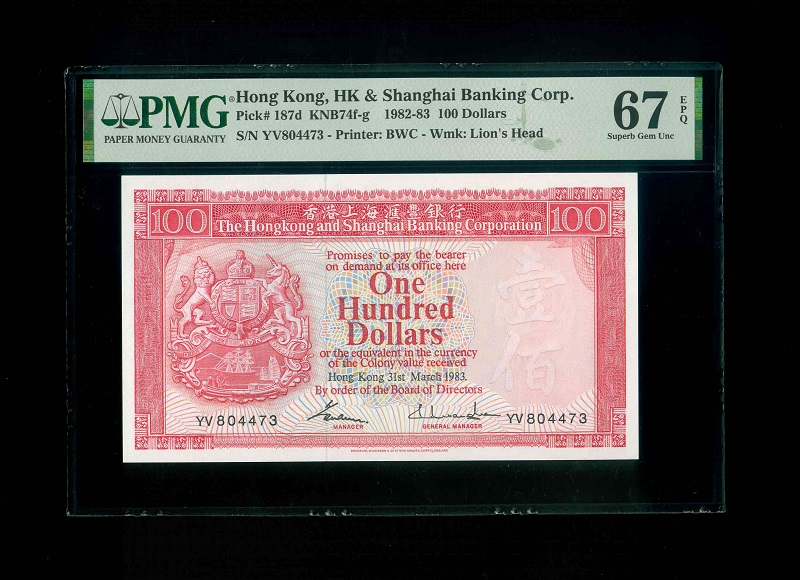 PMG
PAPER MONEY GUARANTY
Hong Kong, HK & Shanghai Banking Corp.
Pick# 187d KNB74f-g 1982-83 100 Dollars
S/N YV804473 - Printer: BWC - Wmk: Lion's Head
67 EPQ
Superb Gem Unc
100 香港上海滙豐銀行 100
The Hongkong and Shanghai Banking Corporation
Promises to pay the bearer
on demand at its office here
One
Hundred
Dollars
or the equivalent in the currency
of the Colony value received
Hong Kong 31st March 1983.
By order of the Board of Directors
壹佰
YV 804473 YV 804473
MANAGER GENERAL MANAGER